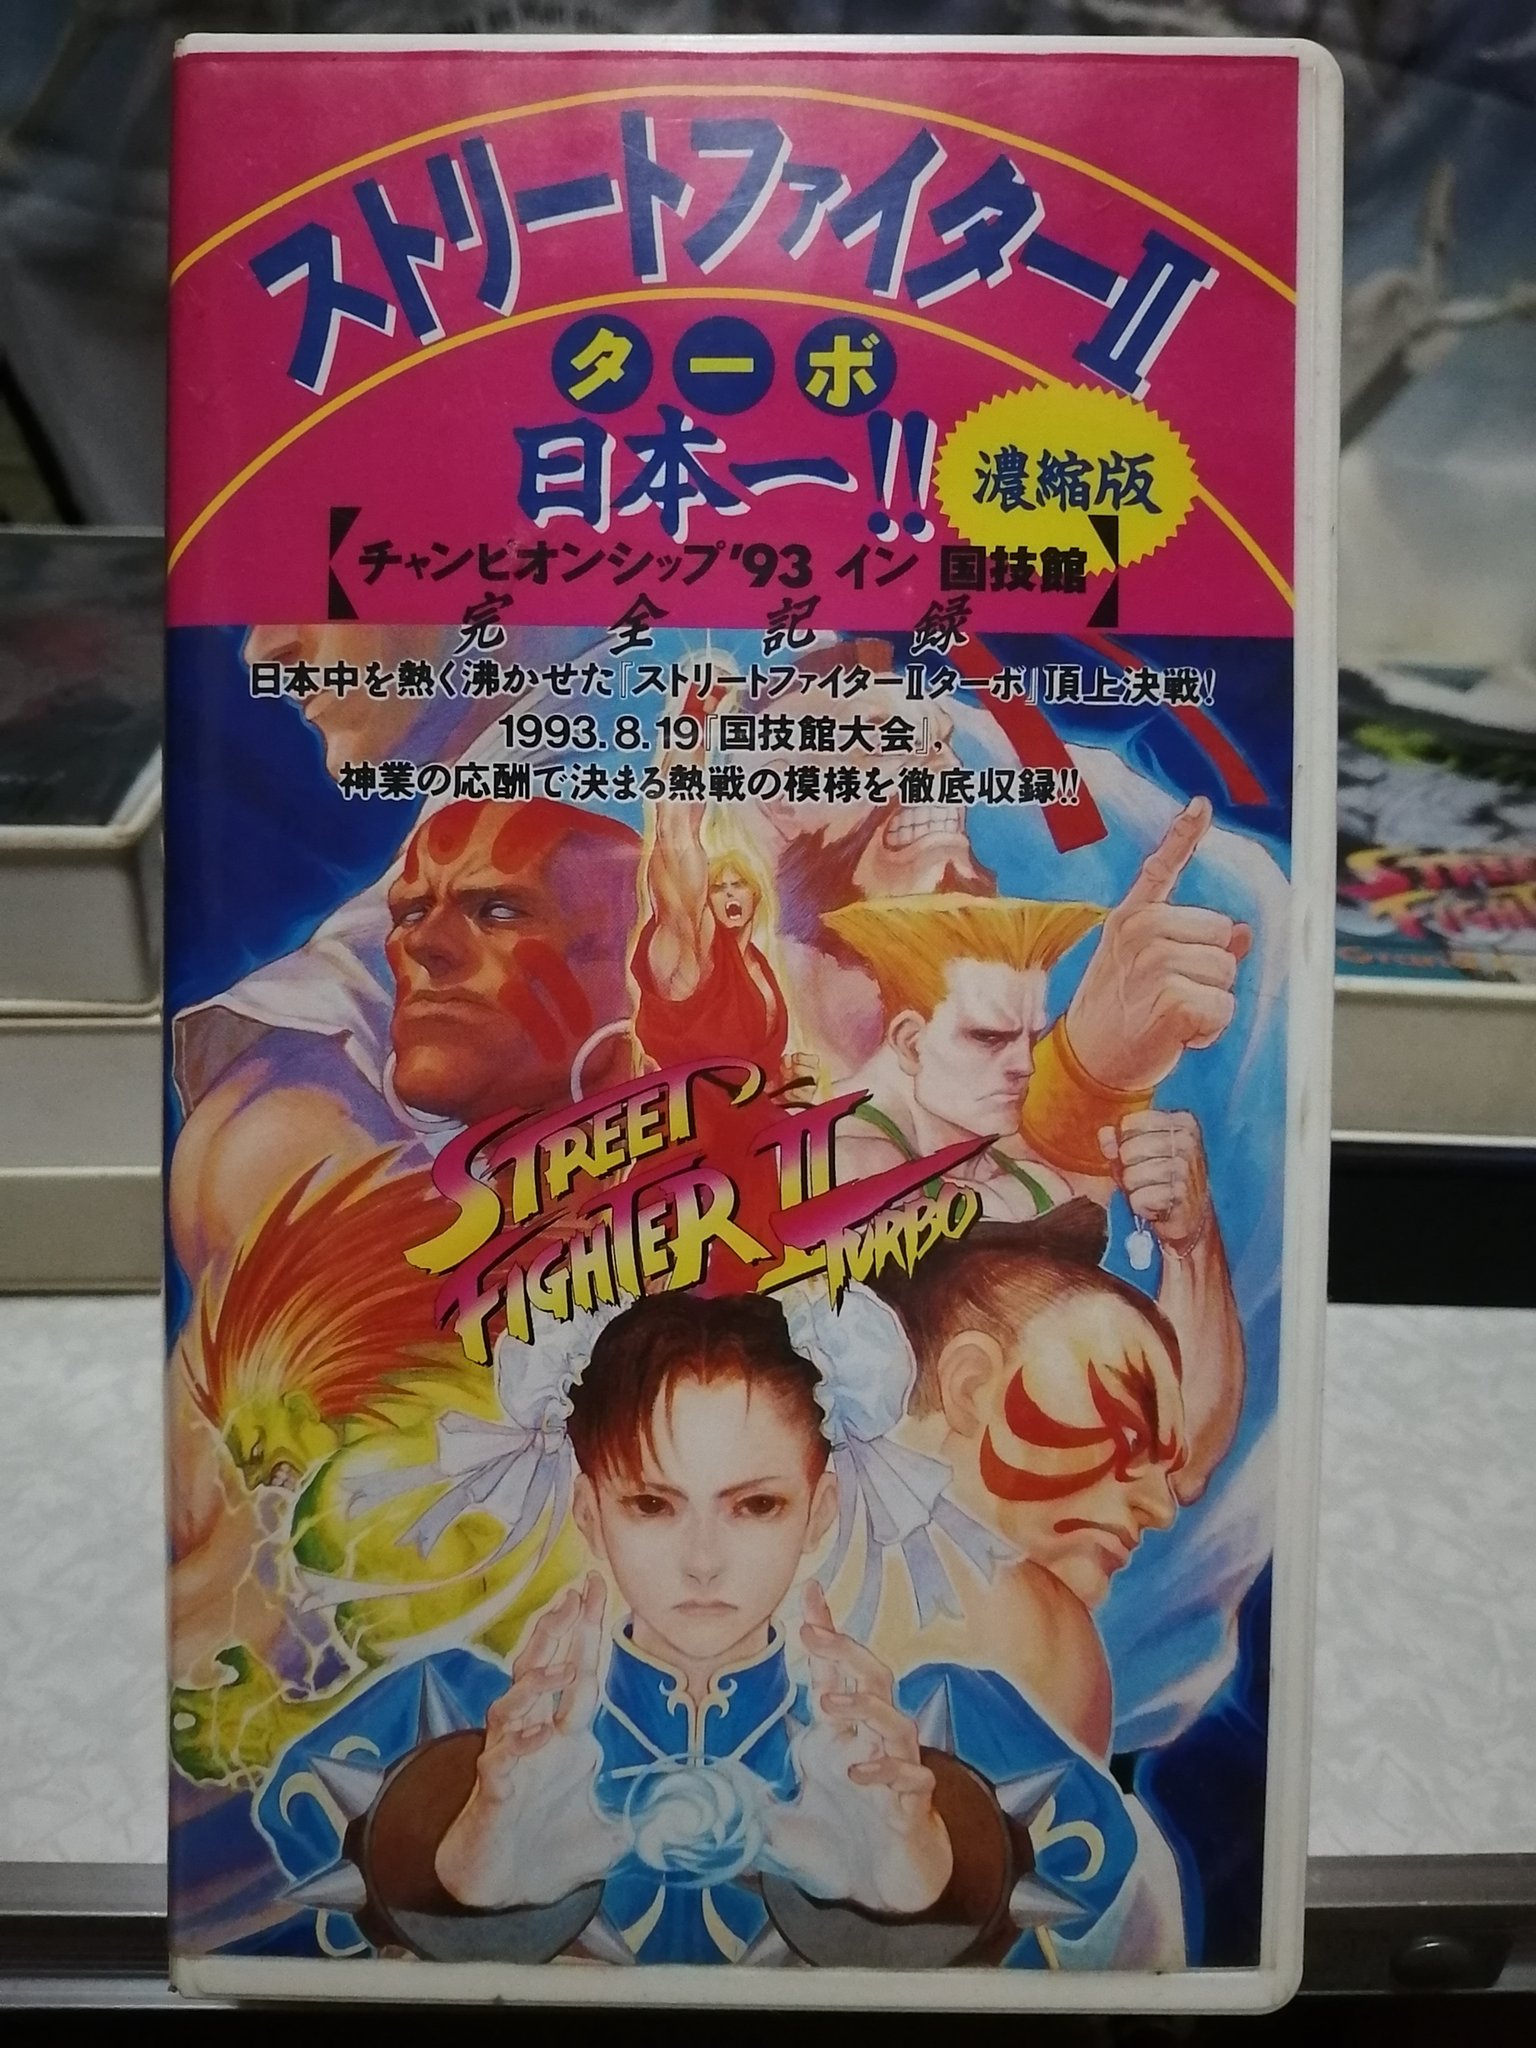 ストリートファイターII
ターボ
日本一!!
濃縮版
【チャンピオンシップ'93 イン 国技館】
完全記録
日本中を熱く沸かせた『ストリートファイターIIターボ』頂上決戦!
1993.8.19『国技館大会』,
神業の応酬で決まる熱戦の模様を徹底収録!!
STREET
FIGHTER II
TURBO
STREET
FIGHTER